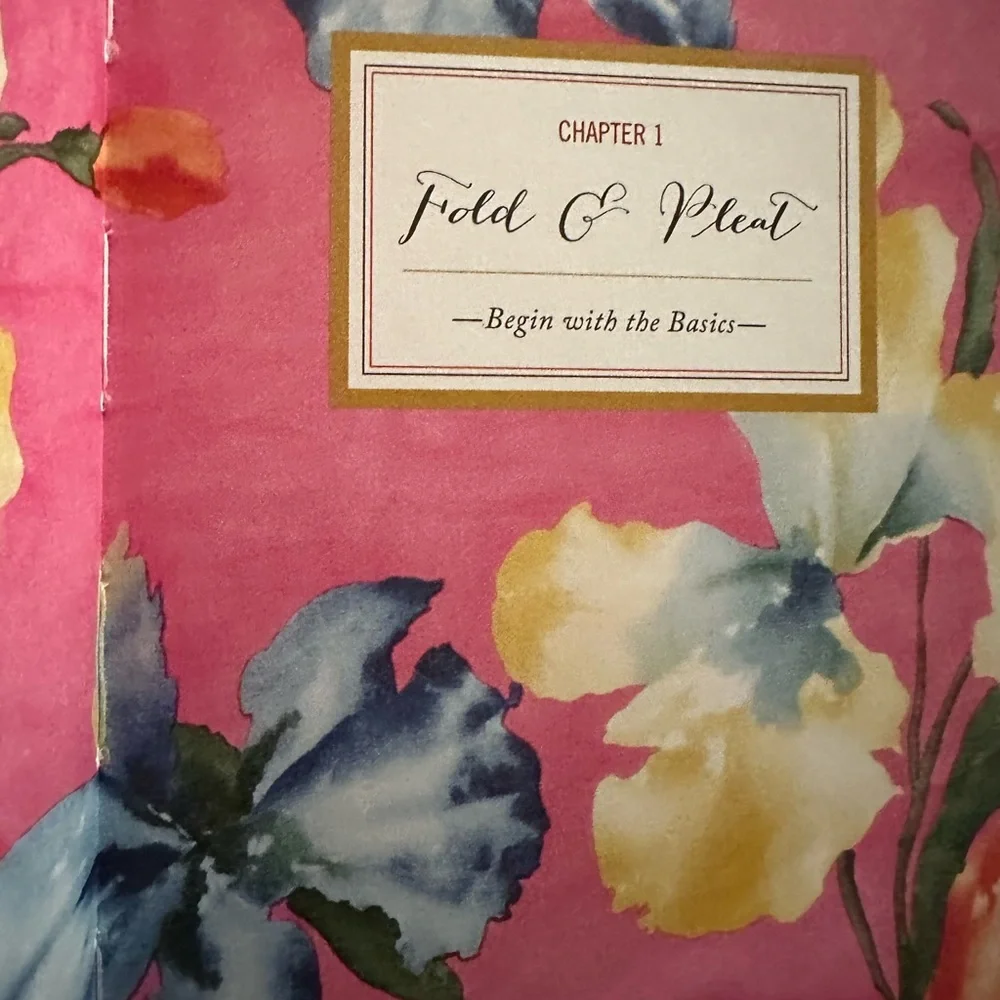 CHAPTER 1
Fold & Pleat
—Begin with the Basics—